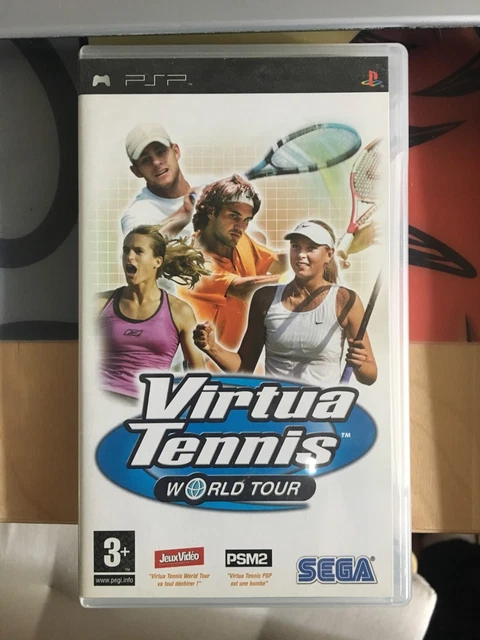 PSP
Virtua
Tennis™
WORLD TOUR
3+
www.pegi.info
JeuxVidéo
"Virtua Tennis World Tour
va tout déchirer !"
PSM2
"Virtua Tennis PSP
est une bombe"
SEGA